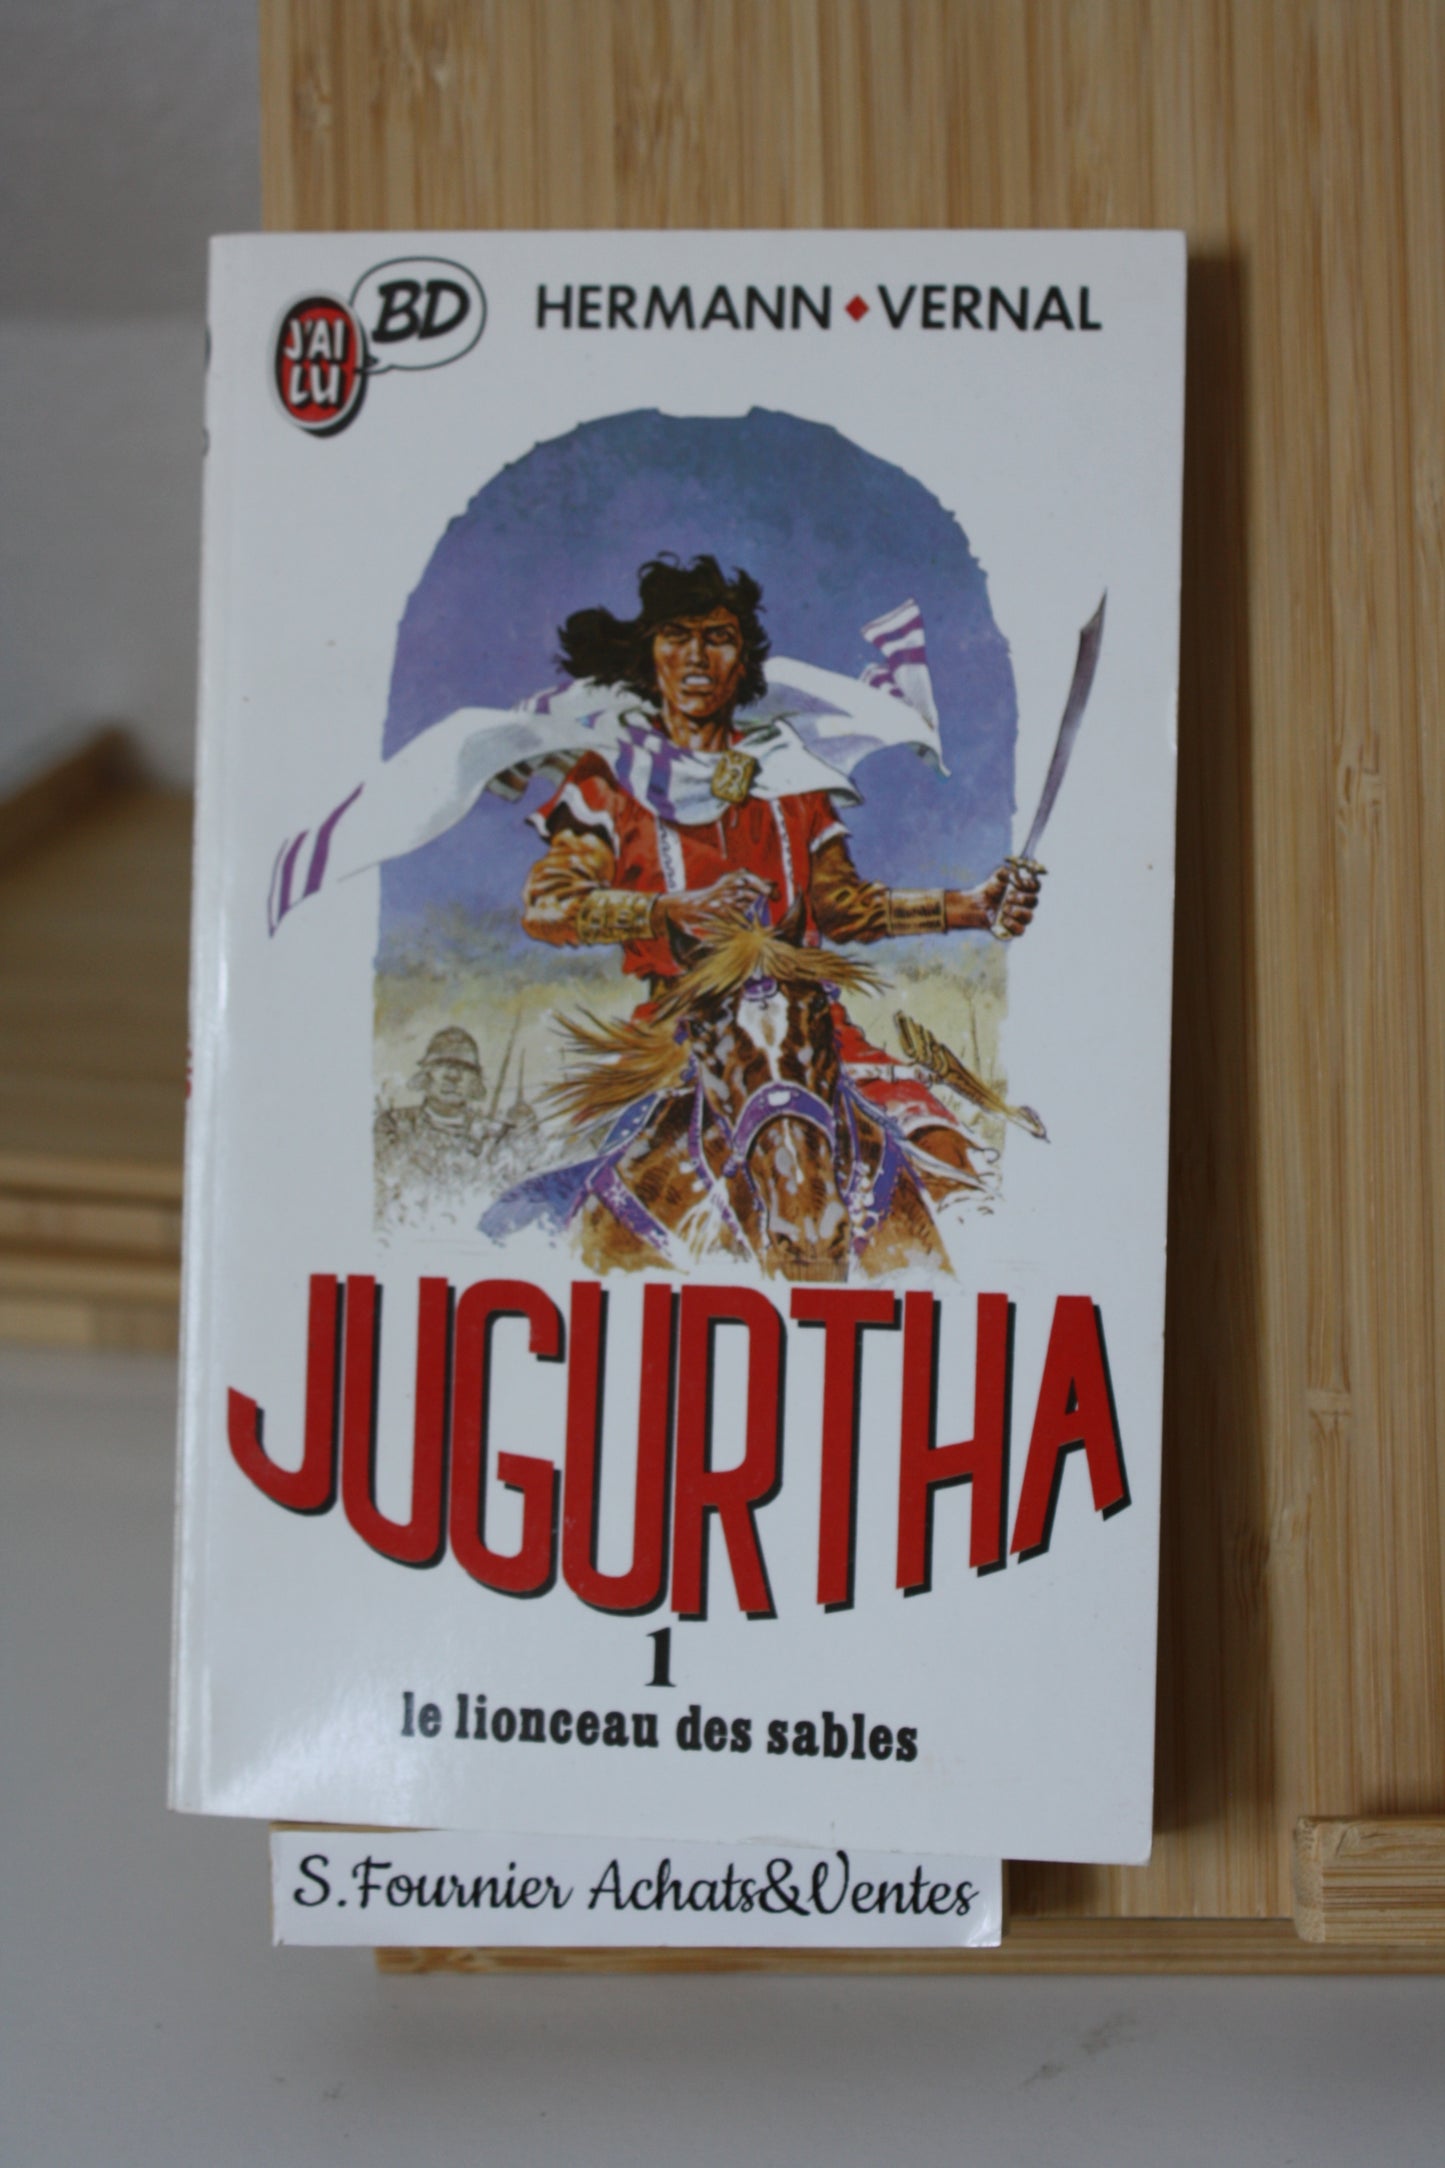 J'AI
LU
BD
HERMANN♦VERNAL
JUGURTHA
1
le lionceau des sables
S.Fournier Achats&Ventes